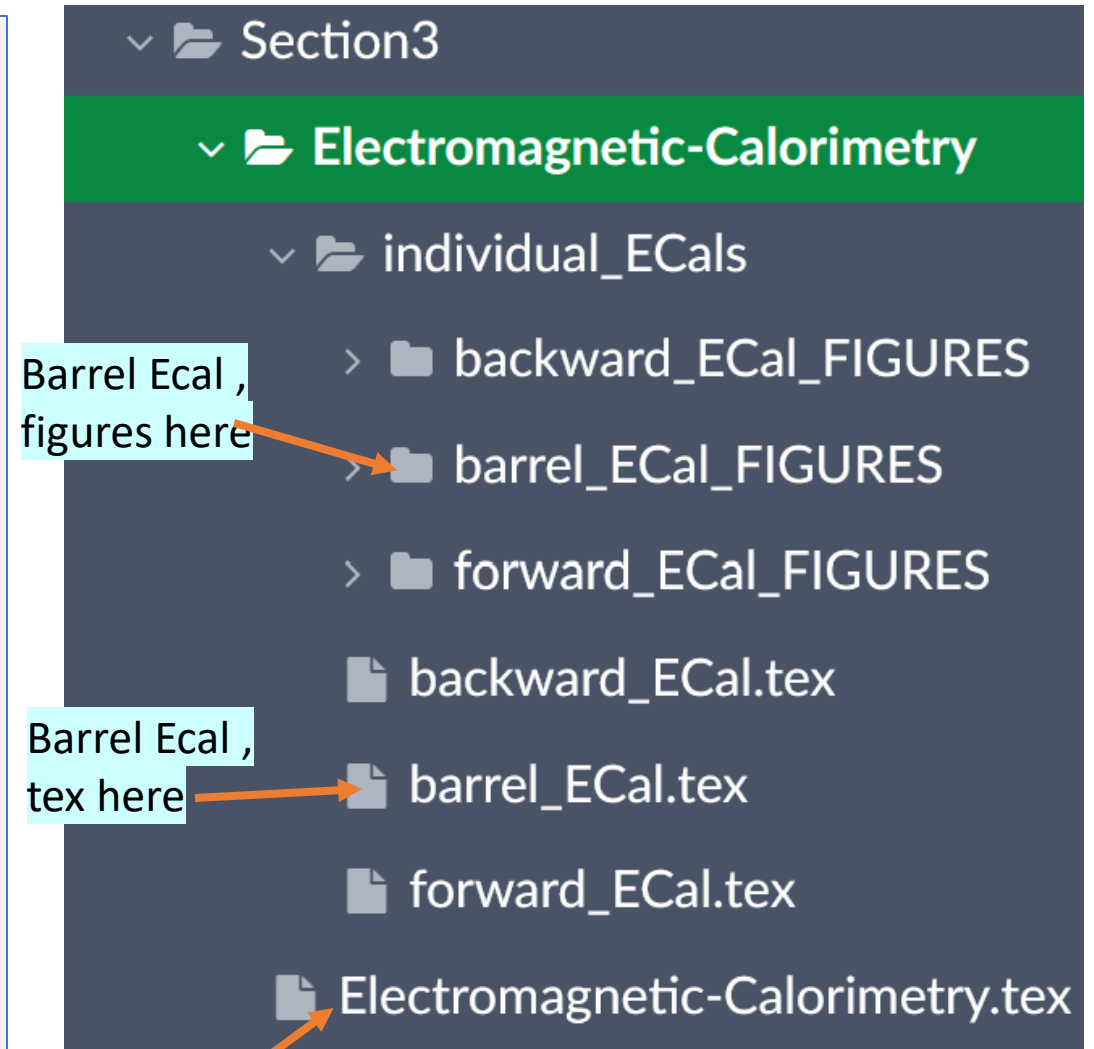 Section3
Electromagnetic-Calorimetry
individual_ECals
backward_ECal_FIGURES
Barrel Ecal ,
figures here
barrel_ECal_FIGURES
forward_ECal_FIGURES
backward_ECal.tex
Barrel Ecal ,
tex here
barrel_ECal.tex
forward_ECal.tex
Electromagnetic-Calorimetry.tex